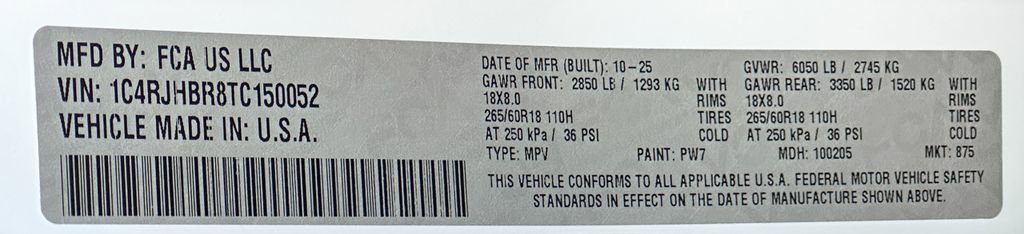 MFD BY: FCA US LLC
VIN: 1C4RJHBR8TC150052
VEHICLE MADE IN: U.S.A.
DATE OF MFR (BUILT): 10-25 GVWR: 6050 LB / 2745 KG
GAWR FRONT: 2850 LB / 1293 KG WITH GAWR REAR: 3350 LB / 1520 KG WITH
18X8.0 RIMS 18X8.0 RIMS
265/60R18 110H TIRES 265/60R18 110H TIRES
AT 250 kPa / 36 PSI COLD AT 250 kPa / 36 PSI COLD
TYPE: MPV PAINT: PW7 MDH: 100205 MKT: 875
THIS VEHICLE CONFORMS TO ALL APPLICABLE U.S.A. FEDERAL MOTOR VEHICLE SAFETY
STANDARDS IN EFFECT ON THE DATE OF MANUFACTURE SHOWN ABOVE.